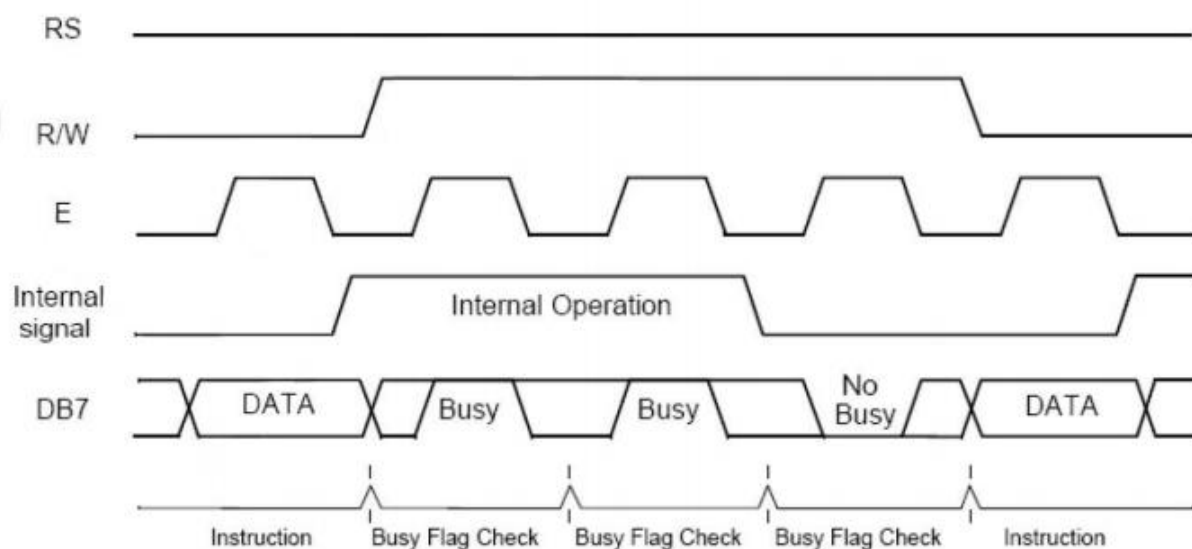 RS
R/W
E
Internal
signal
Internal Operation
DB7
DATA
Busy
Busy
No
Busy
DATA
Instruction
Busy Flag Check
Busy Flag Check
Busy Flag Check
Instruction